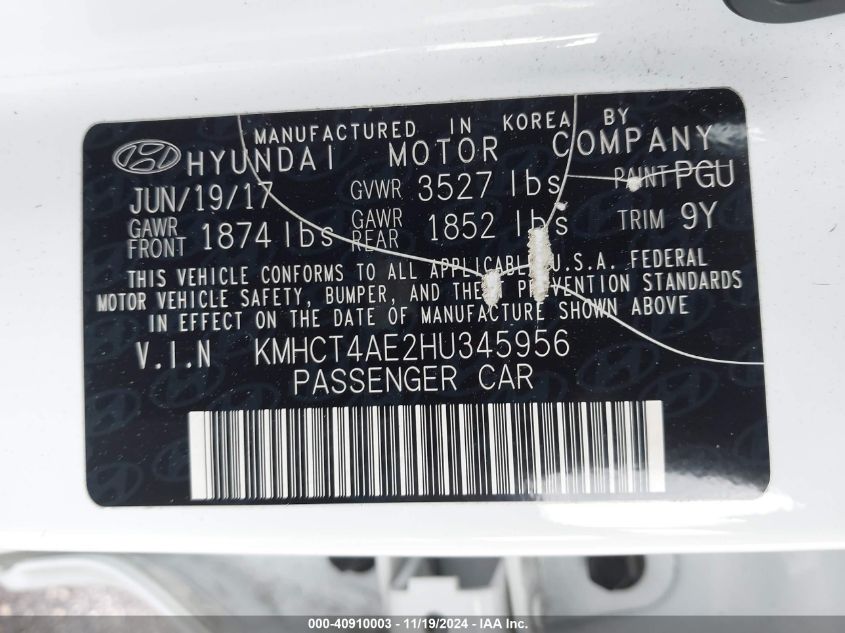 MANUFACTURED IN KOREA BY
HYUNDAI MOTOR COMPANY
JUN/19/17 GVWR 3527 lbs PAINT PGU
GAWR FRONT 1874 lbs GAWR REAR 1852 lbs TRIM 9Y
THIS VEHICLE CONFORMS TO ALL APPLICABLE U.S.A. FEDERAL
MOTOR VEHICLE SAFETY, BUMPER, AND PREVENTION STANDARDS
IN EFFECT ON THE DATE OF MANUFACTURE SHOWN ABOVE
V.I.N KMHCT4AE2HU345956
PASSENGER CAR
000-40910003 — 11/19/2024 — IAA Inc.